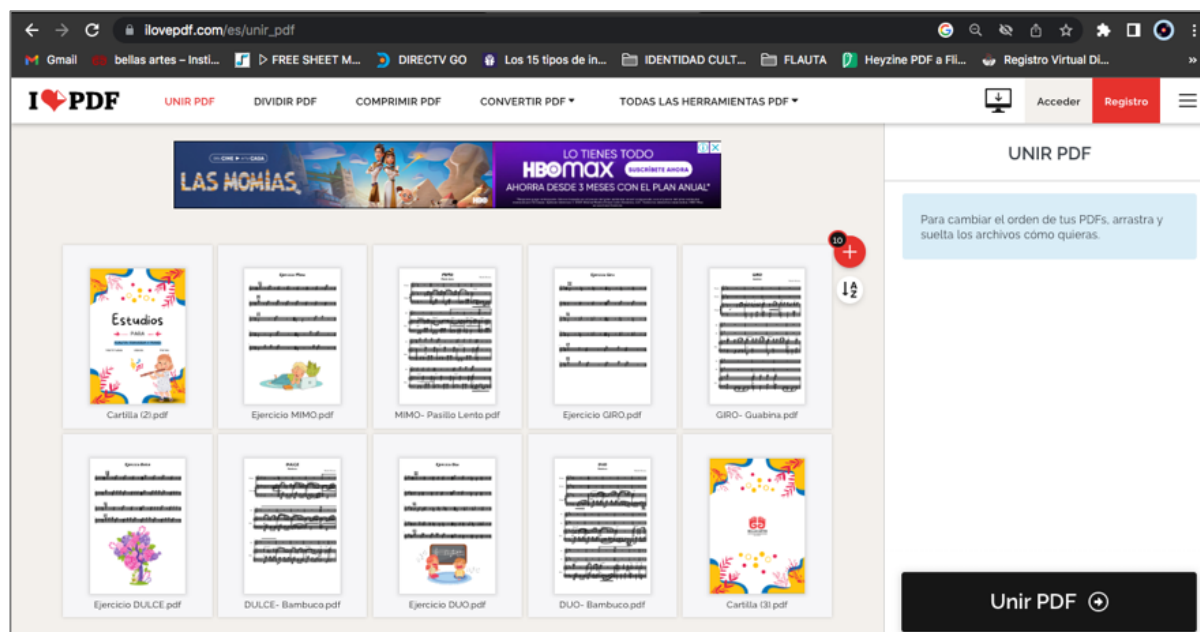 ilovepdf.com/es/unir_pdf
Gmail
bellas artes – Insti...
FREE SHEET M...
DIRECTV GO
Los 15 tipos de in...
IDENTIDAD CULT...
FLAUTA
Heyzine PDF a Fli...
Registro Virtual Di...
»
I PDF
UNIR PDF
DIVIDIR PDF
COMPRIMIR PDF
CONVERTIR PDF
TODAS LAS HERRAMIENTAS PDF
Acceder
Registro
LAS MOMIAS
HBO
LO TIENES TODO
HBOMAX
SUSCRÍBETE AHORA
AHORA DESDE 3 MESES CON EL PLAN ANUAL*
UNIR PDF
Para cambiar el orden de tus PDFs, arrastra y
suelta los archivos cómo quieras.
10
A
Z
Estudios
PARA
Cartilla (2).pdf
Ejercicio MIMO.pdf
MIMO- Pasillo Lento.pdf
Ejercicio GIRO.pdf
GIRO- Guabina.pdf
Ejercicio DULCE.pdf
DULCE- Bambuco.pdf
Ejercicio DUO.pdf
DUO- Bambuco.pdf
Cartilla (3).pdf
Unir PDF